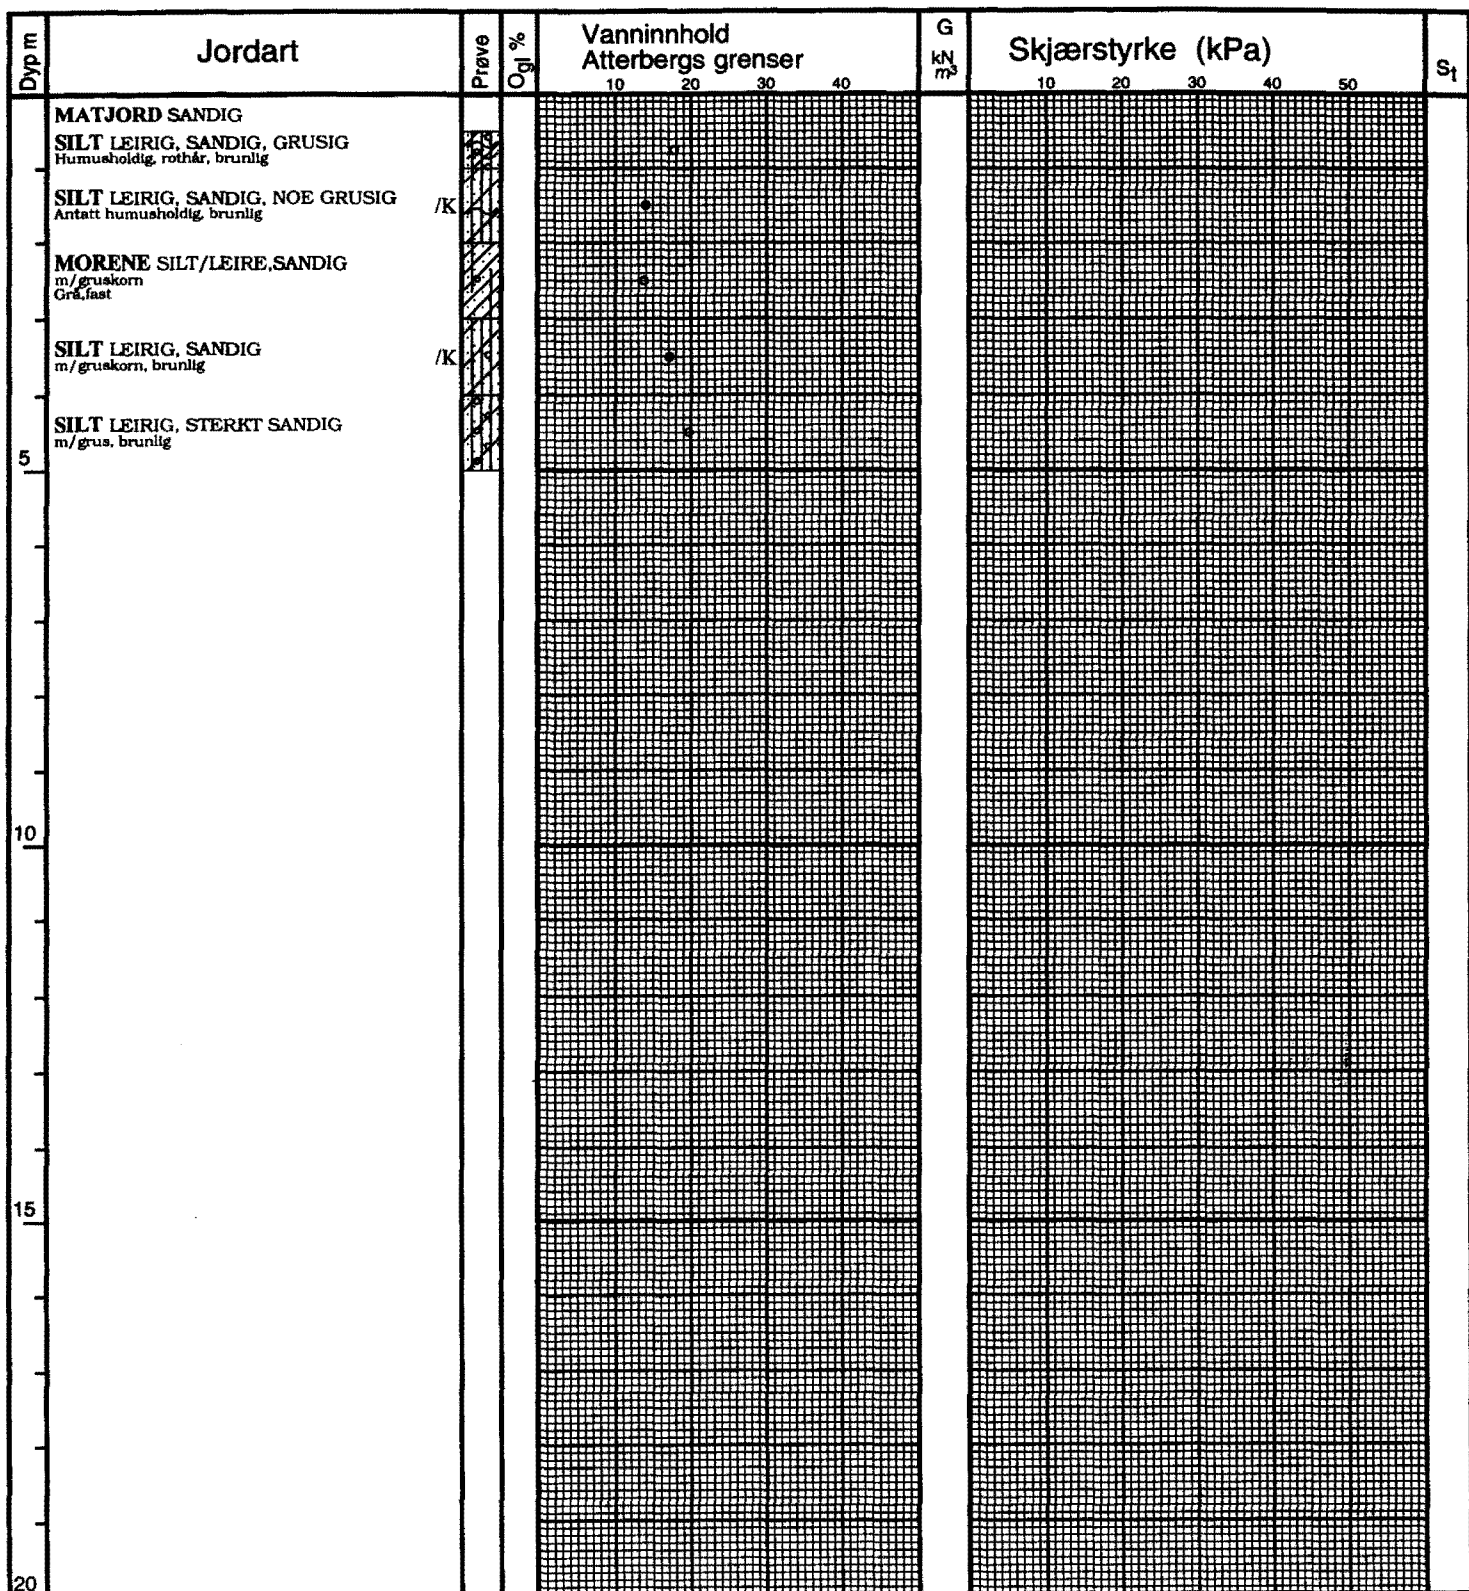 Dyp m
Jordart
Prøve
Ogl %
Vanninnhold
Atterbergs grenser
10 20 30 40
G
kN
m³
Skjærstyrke (kPa)
10 20 30 40 50
St
MATJORD SANDIG
SILT LEIRIG, SANDIG, GRUSIG
Humusholdig, rothår, brunlig
SILT LEIRIG, SANDIG, NOE GRUSIG /K
Antatt humusholdig, brunlig
MORENE SILT/LEIRE,SANDIG
m/gruskorn
Grå,fast
SILT LEIRIG, SANDIG /K
m/gruskorn, brunlig
SILT LEIRIG, STERKT SANDIG
m/grus, brunlig
5
10
15
20